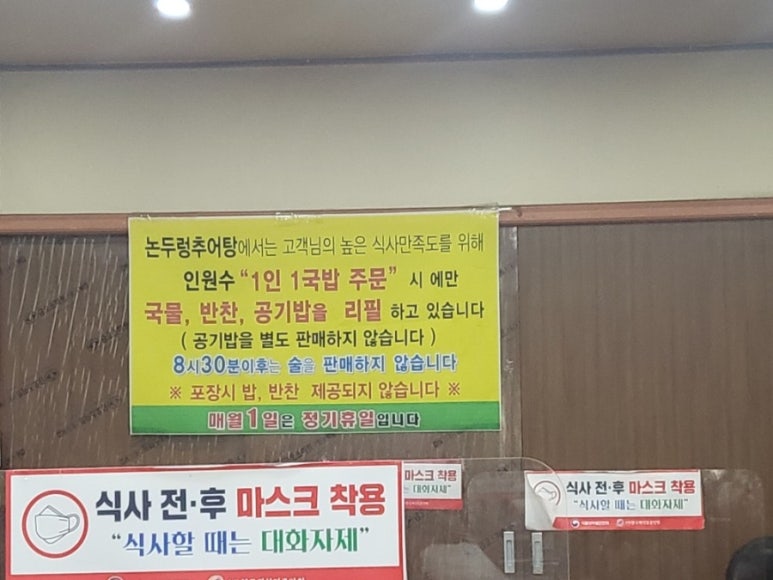 논두렁추어탕에서는 고객님의 높은 식사만족도를 위해
인원수 “1인 1국밥 주문” 시 에만
국물, 반찬, 공기밥을 리필 하고 있습니다
( 공기밥을 별도 판매하지 않습니다 )
8시30분이후는 술을 판매하지 않습니다
※ 포장시 밥, 반찬 제공되지 않습니다 ※
매월 1일은 정기휴일입니다
식사 전·후 마스크 착용
“식사할 때는 대화자제”
마스크 착용
는 대화자제”
식사 전·후 마스크 착용
“식사할 때는 대화자제”